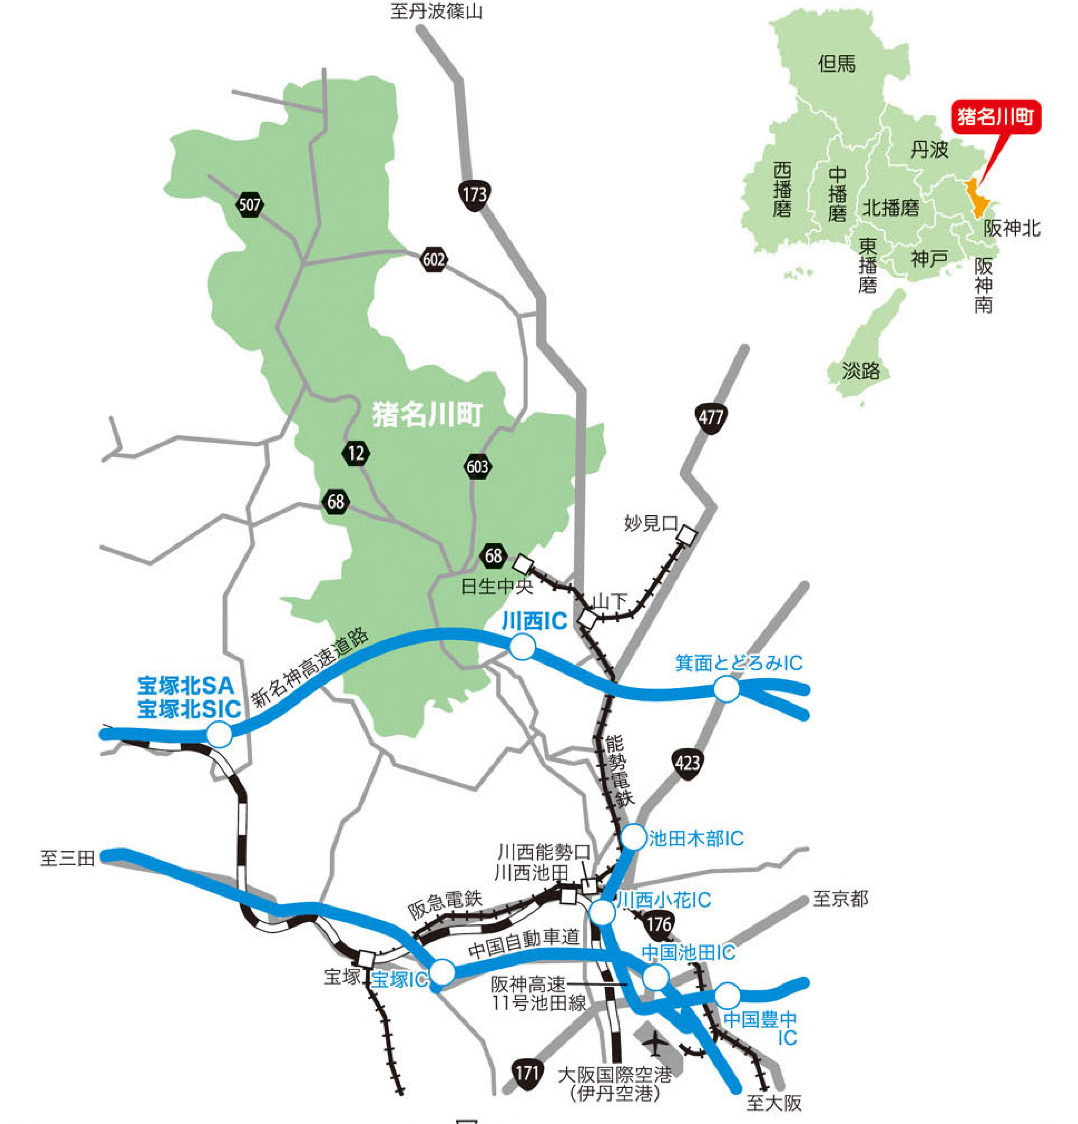 至丹波篠山
173
507
602
猪名川町
12
603
68
68
477
妙見口
日生中央
山下
川西IC
新名神高速道路
箕面とどろみIC
宝塚北SA
宝塚北SIC
能勢電鉄
423
池田木部IC
至三田
川西能勢口
川西池田
阪急電鉄
川西小花IC
至京都
176
中国自動車道
中国池田IC
宝塚
宝塚IC
阪神高速
11号池田線
中国豊中
IC
171
大阪国際空港
(伊丹空港)
至大阪
但馬
猪名川町
丹波
西播磨
中播磨
北播磨
阪神北
東播磨
神戸
阪神南
淡路